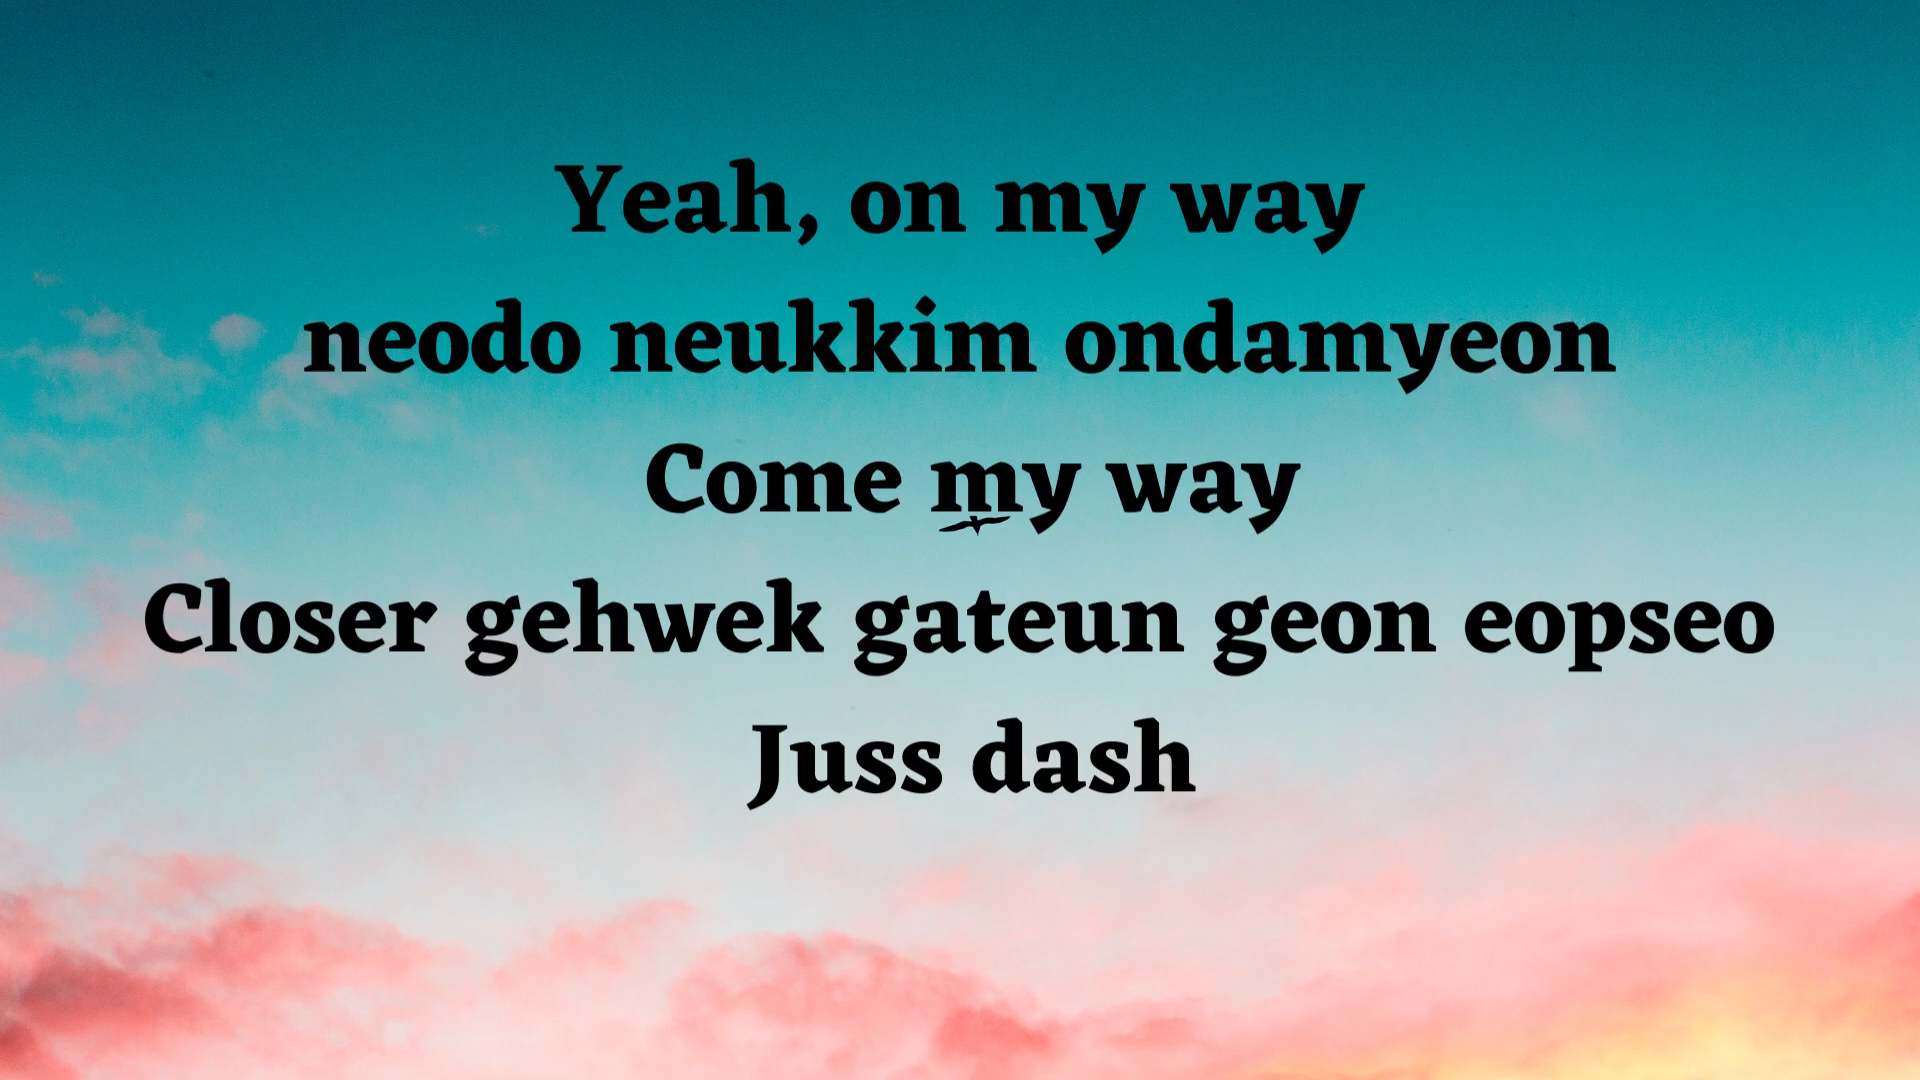 Yeah, on my way
neodo neukkim ondamyeon
Come my way
Closer gehwek gateun geon eopseo
Juss dash